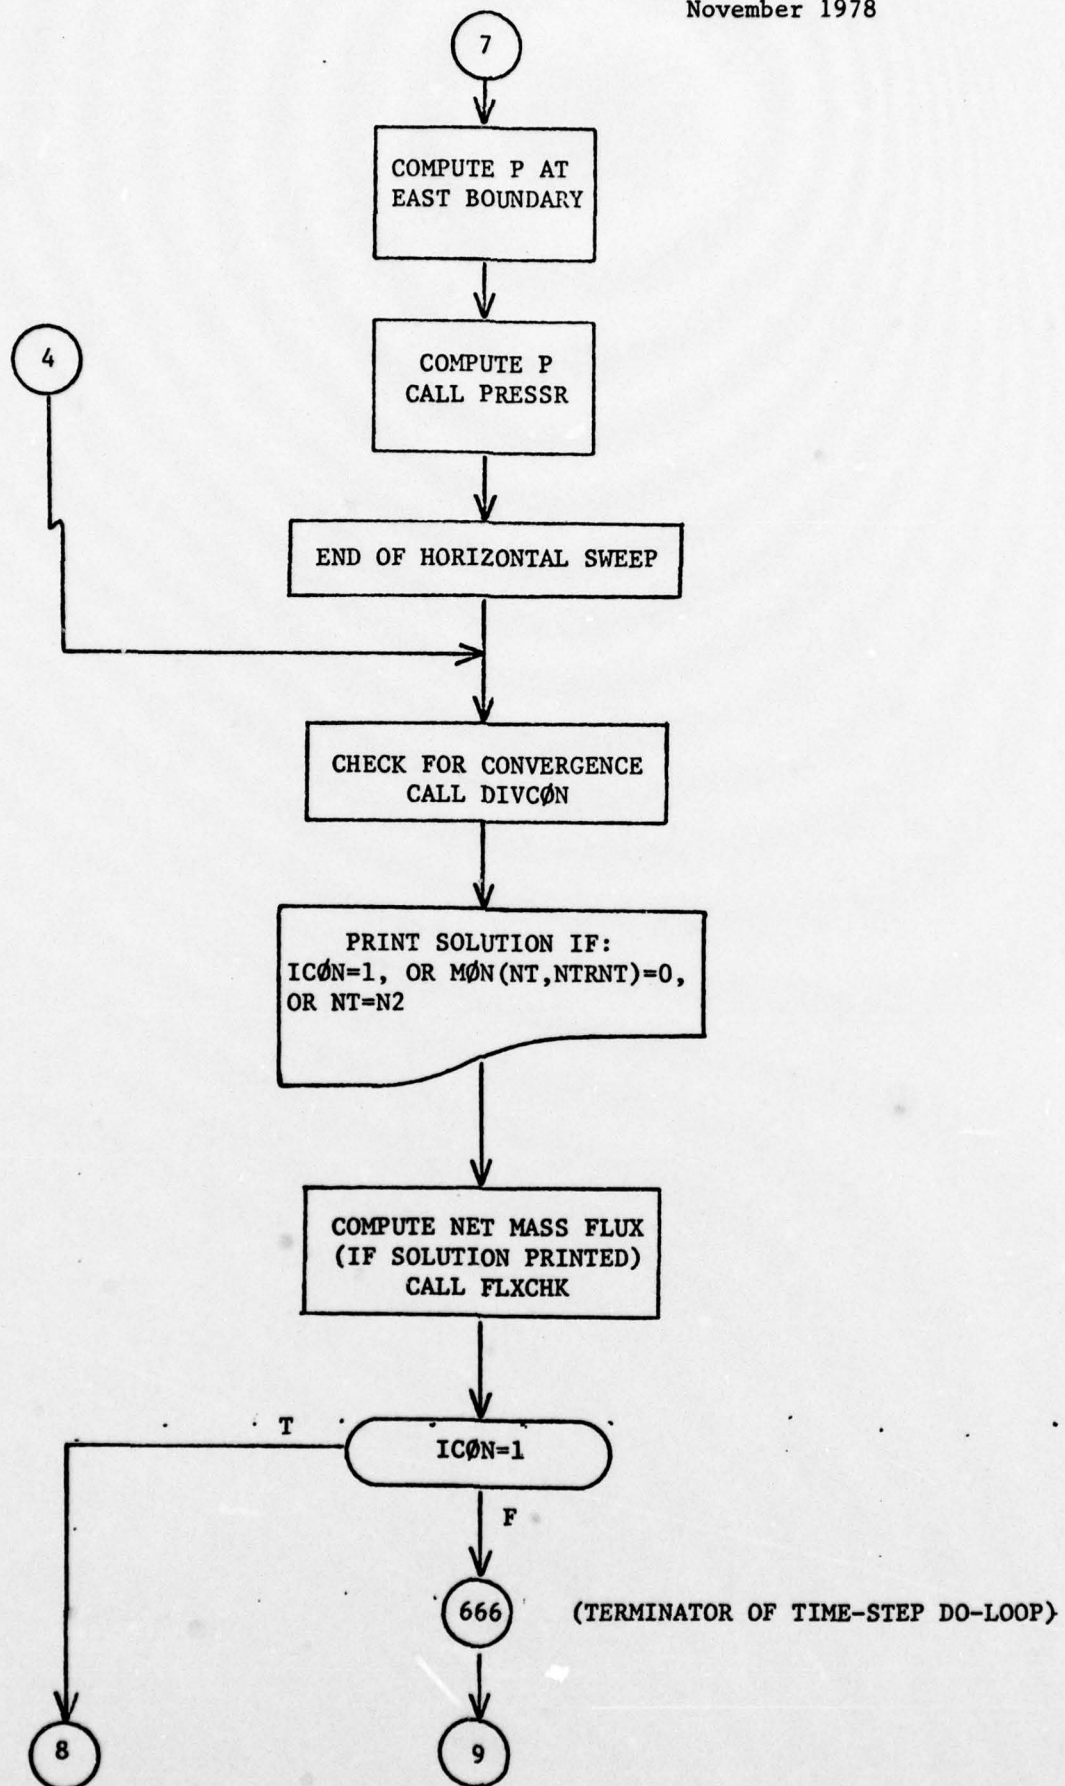 November 1978
7
COMPUTE P AT
EAST BOUNDARY
4
COMPUTE P
CALL PRESSR
END OF HORIZONTAL SWEEP
CHECK FOR CONVERGENCE
CALL DIVCØN
PRINT SOLUTION IF:
ICØN=1, OR MØN(NT,NTRNT)=0,
OR NT=N2
COMPUTE NET MASS FLUX
(IF SOLUTION PRINTED)
CALL FLXCHK
T
ICØN=1
F
666 (TERMINATOR OF TIME-STEP DO-LOOP)
8
9